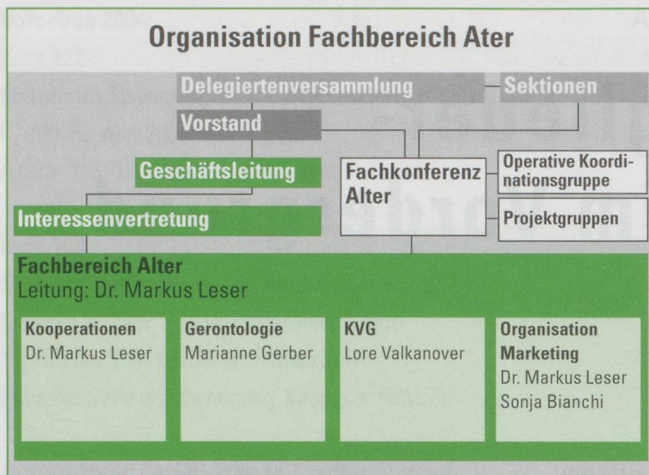 Organisation Fachbereich Ater
Delegiertenversammlung
Sektionen
Vorstand
Geschäftsleitung
Interessenvertretung
Fachkonferenz
Alter
Operative Koordi-
nationsgruppe
Projektgruppen
Fachbereich Alter
Leitung: Dr. Markus Leser
Kooperationen
Dr. Markus Leser
Gerontologie
Marianne Gerber
KVG
Lore Valkanover
Organisation
Marketing
Dr. Markus Leser
Sonja Bianchi